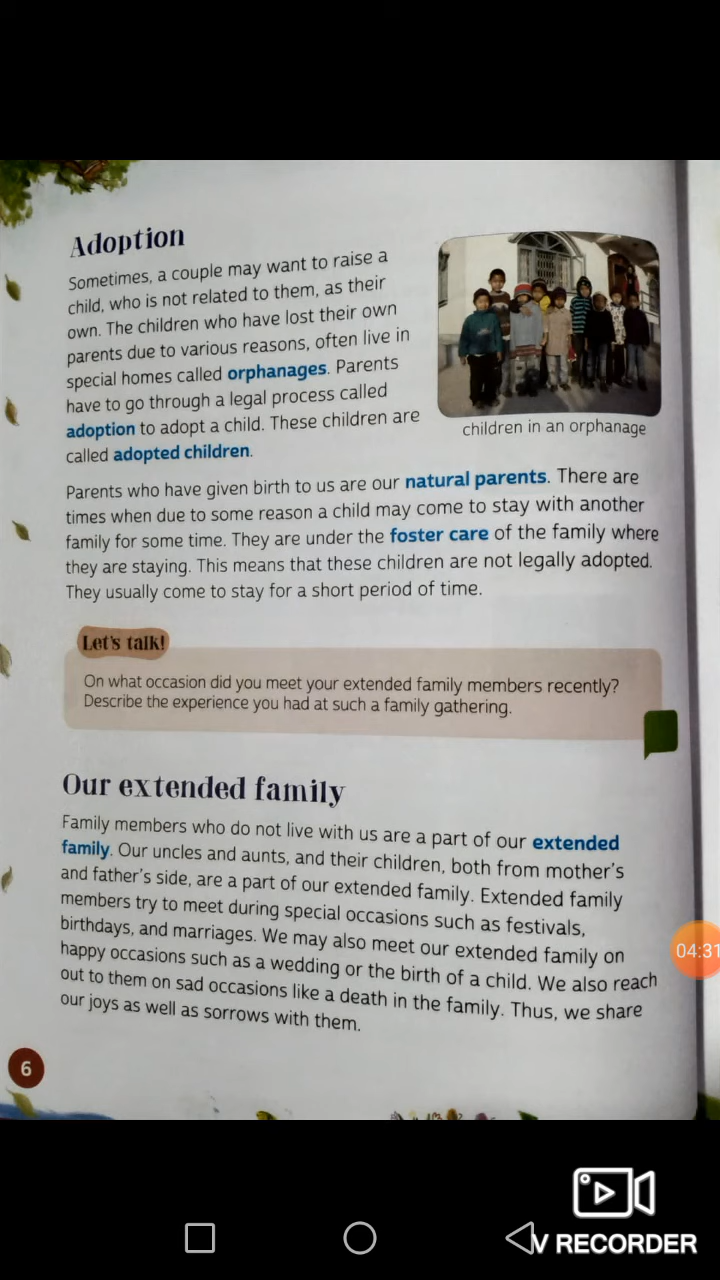 Adoption
Sometimes, a couple may want to raise a
child, who is not related to them, as their
own. The children who have lost their own
parents due to various reasons, often live in
special homes called orphanages. Parents
have to go through a legal process called
adoption to adopt a child. These children are
called adopted children.
children in an orphanage
Parents who have given birth to us are our natural parents. There are
times when due to some reason a child may come to stay with another
family for some time. They are under the foster care of the family where
they are staying. This means that these children are not legally adopted.
They usually come to stay for a short period of time.
Let's talk!
On what occasion did you meet your extended family members recently?
Describe the experience you had at such a family gathering.
Our extended family
Family members who do not live with us are a part of our extended
family. Our uncles and aunts, and their children, both from mother's
and father's side, are a part of our extended family. Extended family
members try to meet during special occasions such as festivals,
birthdays, and marriages. We may also meet our extended family on
happy occasions such as a wedding or the birth of a child. We also reach
out to them on sad occasions like a death in the family. Thus, we share
our joys as well as sorrows with them.
04:31
6
V RECORDER